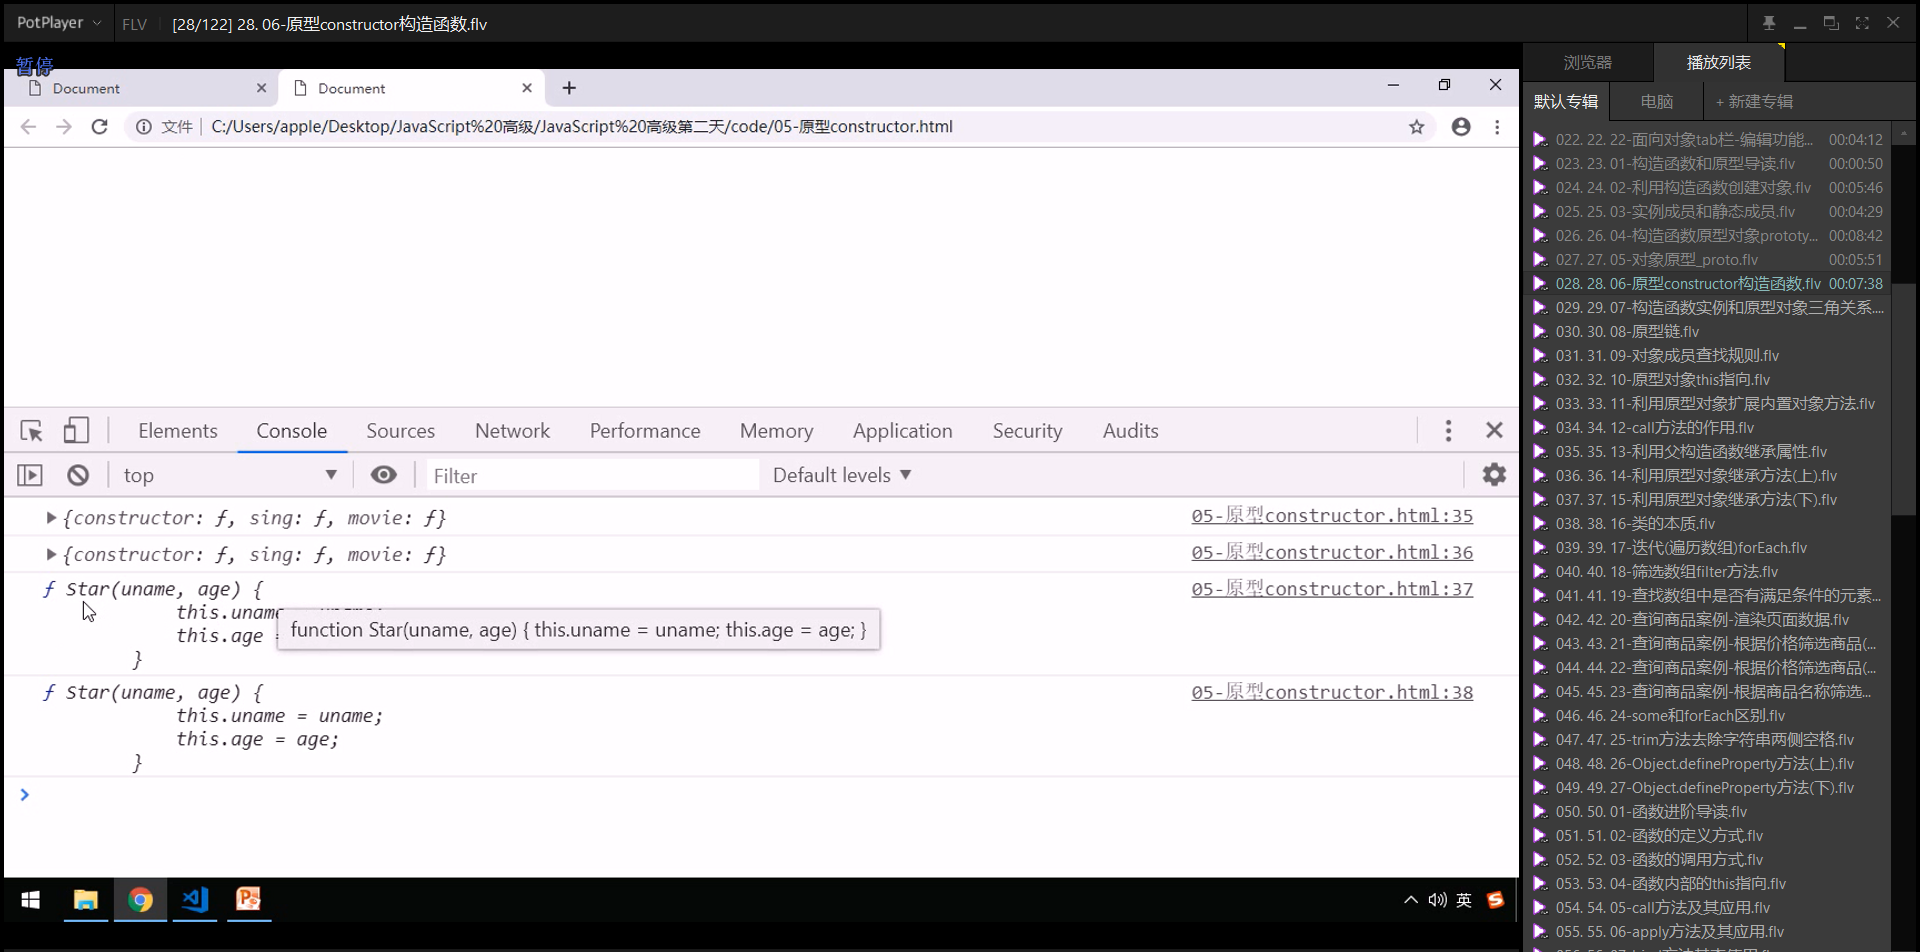 PotPlayer
FLV
[28/122] 28. 06-原型constructor构造函数.flv
暂停
Document
Document
文件
C:/Users/apple/Desktop/JavaScript%20高级/JavaScript%20高级第二天/code/05-原型constructor.html
Elements Console Sources Network Performance Memory Application Security Audits
top
Filter
Default levels ▼
▶{constructor: ƒ, sing: ƒ, movie: ƒ}
05-原型constructor.html:35
▶{constructor: ƒ, sing: ƒ, movie: ƒ}
05-原型constructor.html:36
ƒ Star(uname, age) {
05-原型constructor.html:37
this.uname
this.age =
function Star(uname, age) { this.uname = uname; this.age = age; }
}
ƒ Star(uname, age) {
05-原型constructor.html:38
this.uname = uname;
this.age = age;
}
>
英
浏览器
播放列表
默认专辑
电脑
+ 新建专辑
022. 22. 22-面向对象tab栏-编辑功能... 00:04:12
023. 23. 01-构造函数和原型导读.flv 00:00:50
024. 24. 02-利用构造函数创建对象.flv 00:05:46
025. 25. 03-实例成员和静态成员.flv 00:04:29
026. 26. 04-构造函数原型对象prototy... 00:08:42
027. 27. 05-对象原型_proto.flv 00:05:51
028. 28. 06-原型constructor构造函数.flv 00:07:38
029. 29. 07-构造函数实例和原型对象三角关系....
030. 30. 08-原型链.flv
031. 31. 09-对象成员查找规则.flv
032. 32. 10-原型对象this指向.flv
033. 33. 11-利用原型对象扩展内置对象方法.flv
034. 34. 12-call方法的作用.flv
035. 35. 13-利用父构造函数继承属性.flv
036. 36. 14-利用原型对象继承方法(上).flv
037. 37. 15-利用原型对象继承方法(下).flv
038. 38. 16-类的本质.flv
039. 39. 17-迭代(遍历数组)forEach.flv
040. 40. 18-筛选数组filter方法.flv
041. 41. 19-查找数组中是否有满足条件的元素...
042. 42. 20-查询商品案例-渲染页面数据.flv
043. 43. 21-查询商品案例-根据价格筛选商品(...
044. 44. 22-查询商品案例-根据价格筛选商品(...
045. 45. 23-查询商品案例-根据商品名称筛选...
046. 46. 24-some和forEach区别.flv
047. 47. 25-trim方法去除字符串两侧空格.flv
048. 48. 26-Object.defineProperty方法(上).flv
049. 49. 27-Object.defineProperty方法(下).flv
050. 50. 01-函数进阶导读.flv
051. 51. 02-函数的定义方式.flv
052. 52. 03-函数的调用方式.flv
053. 53. 04-函数内部的this指向.flv
054. 54. 05-call方法及其应用.flv
055. 55. 06-apply方法及其应用.flv